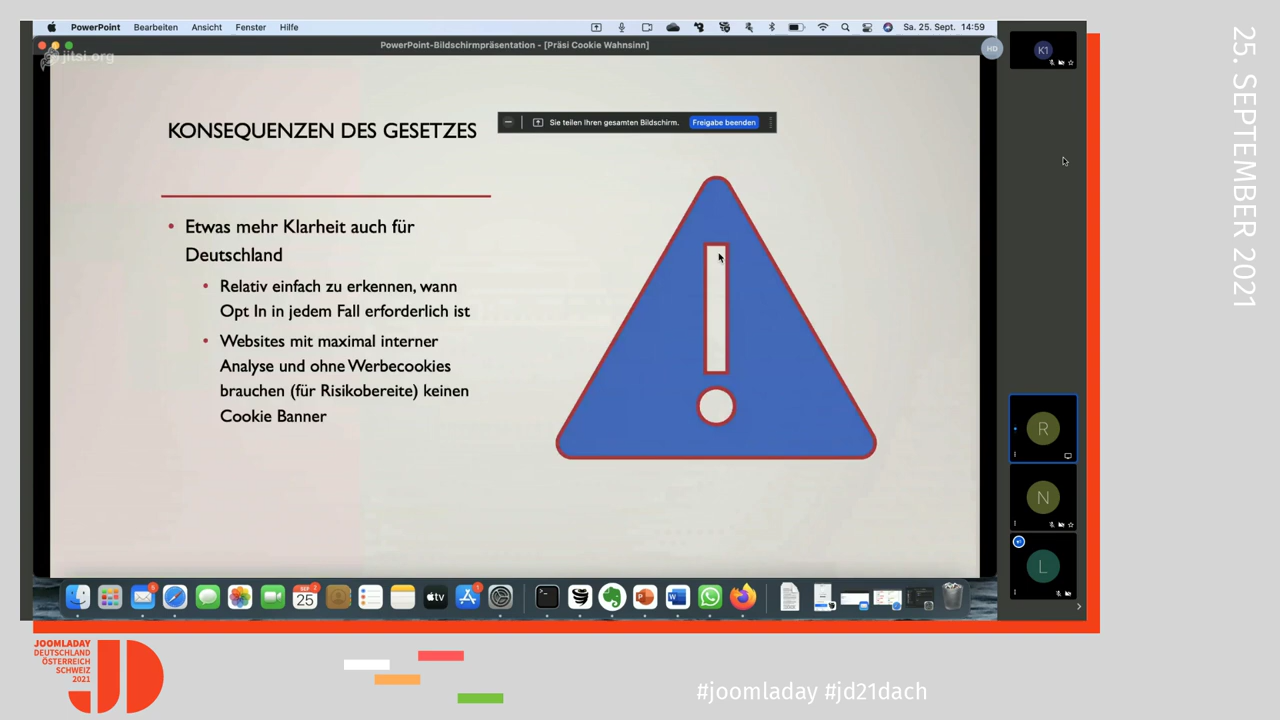 PowerPoint Bearbeiten Ansicht Fenster Hilfe
Sa. 25. Sept. 14:59
PowerPoint-Bildschirmpräsentation - [Präsi Cookie Wahnsinn]
jitsi.org
HD
K1
KONSEQUENZEN DES GESETZES
Sie teilen Ihren gesamten Bildschirm. Freigabe beenden
Etwas mehr Klarheit auch für
Deutschland
Relativ einfach zu erkennen, wann
Opt In in jedem Fall erforderlich ist
Websites mit maximal interner
Analyse und ohne Werbecookies
brauchen (für Risikobereite) keinen
Cookie Banner
R
N
L
25
tv
25. SEPTEMBER 2021
JOOMLADAY
DEUTSCHLAND
ÖSTERREICH
SCHWEIZ
2021
JD
#joomladay #jd21dach